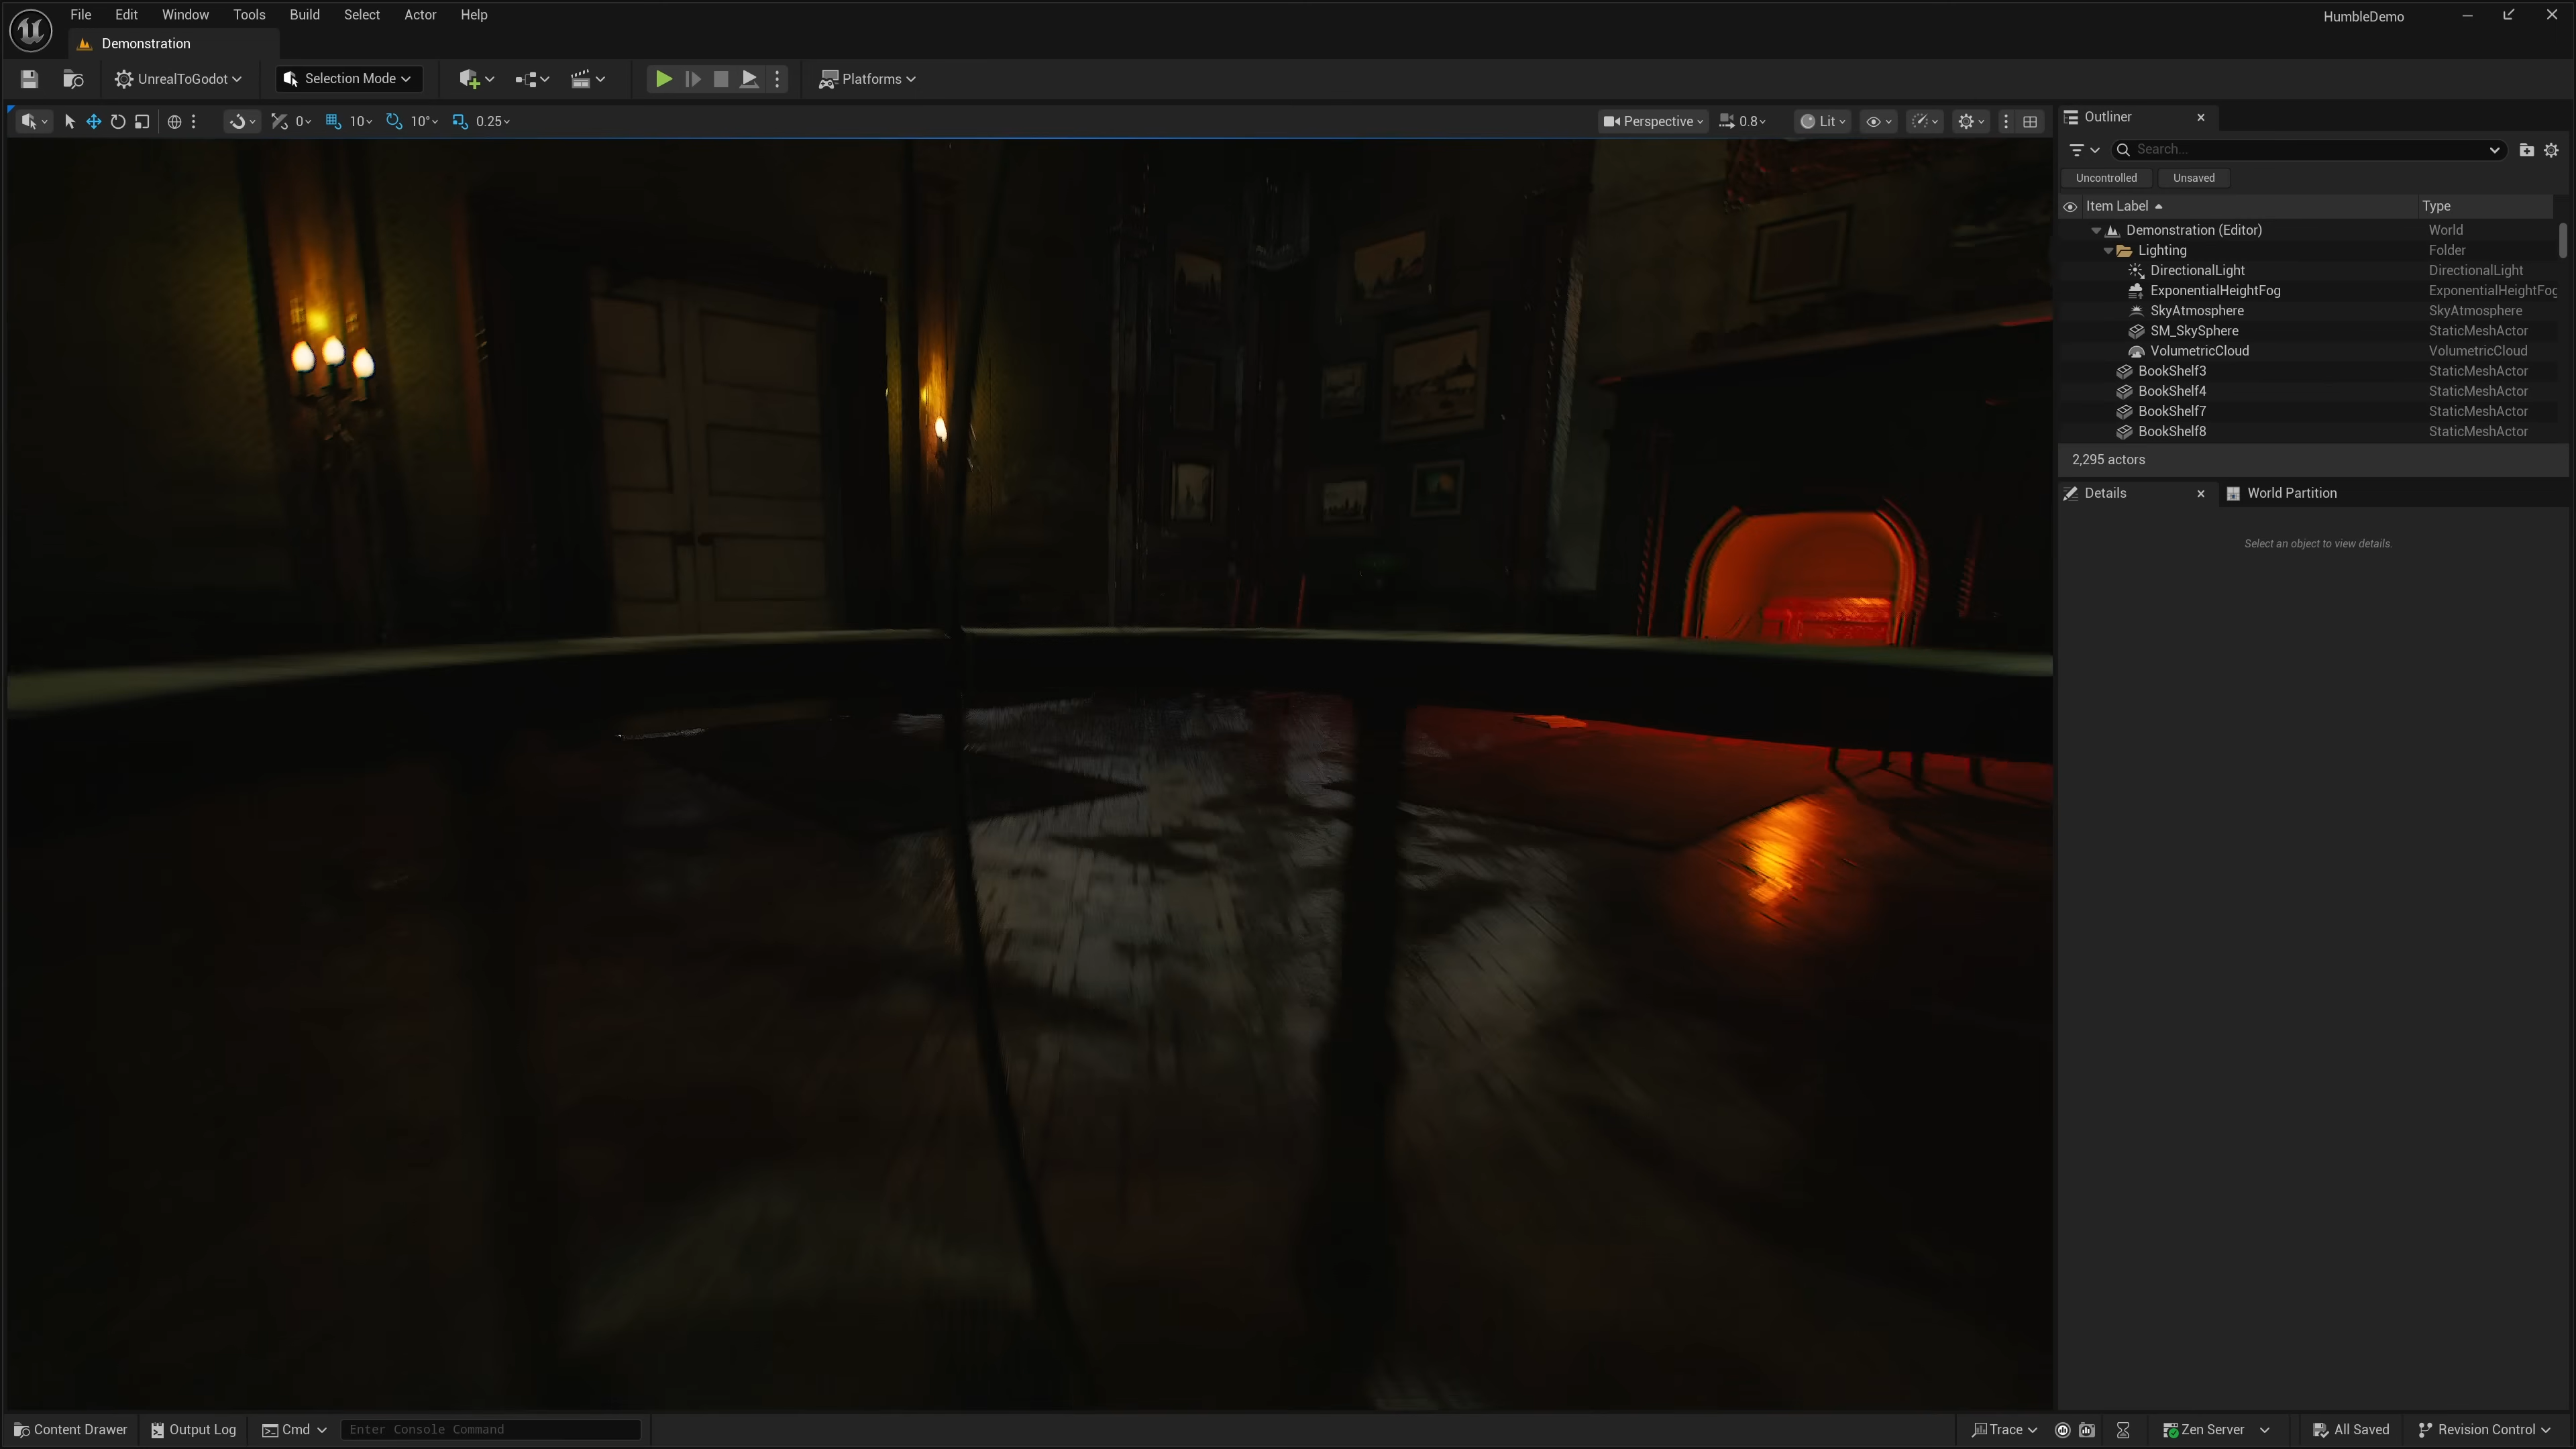 File Edit Window Tools Build Select Actor Help
HumbleDemo
Demonstration
UnrealToGodot
Selection Mode
Platforms
0
10
10°
0.25
Perspective
0.8
Lit
Outliner
Search...
Uncontrolled Unsaved
Item Label Type
Demonstration (Editor) World
Lighting Folder
DirectionalLight DirectionalLight
ExponentialHeightFog ExponentialHeightFog
SkyAtmosphere SkyAtmosphere
SM_SkySphere StaticMeshActor
VolumetricCloud VolumetricCloud
BookShelf3 StaticMeshActor
BookShelf4 StaticMeshActor
BookShelf7 StaticMeshActor
BookShelf8 StaticMeshActor
2,295 actors
Details World Partition
Select an object to view details.
Content Drawer Output Log Cmd Enter Console Command Trace Zen Server All Saved Revision Control